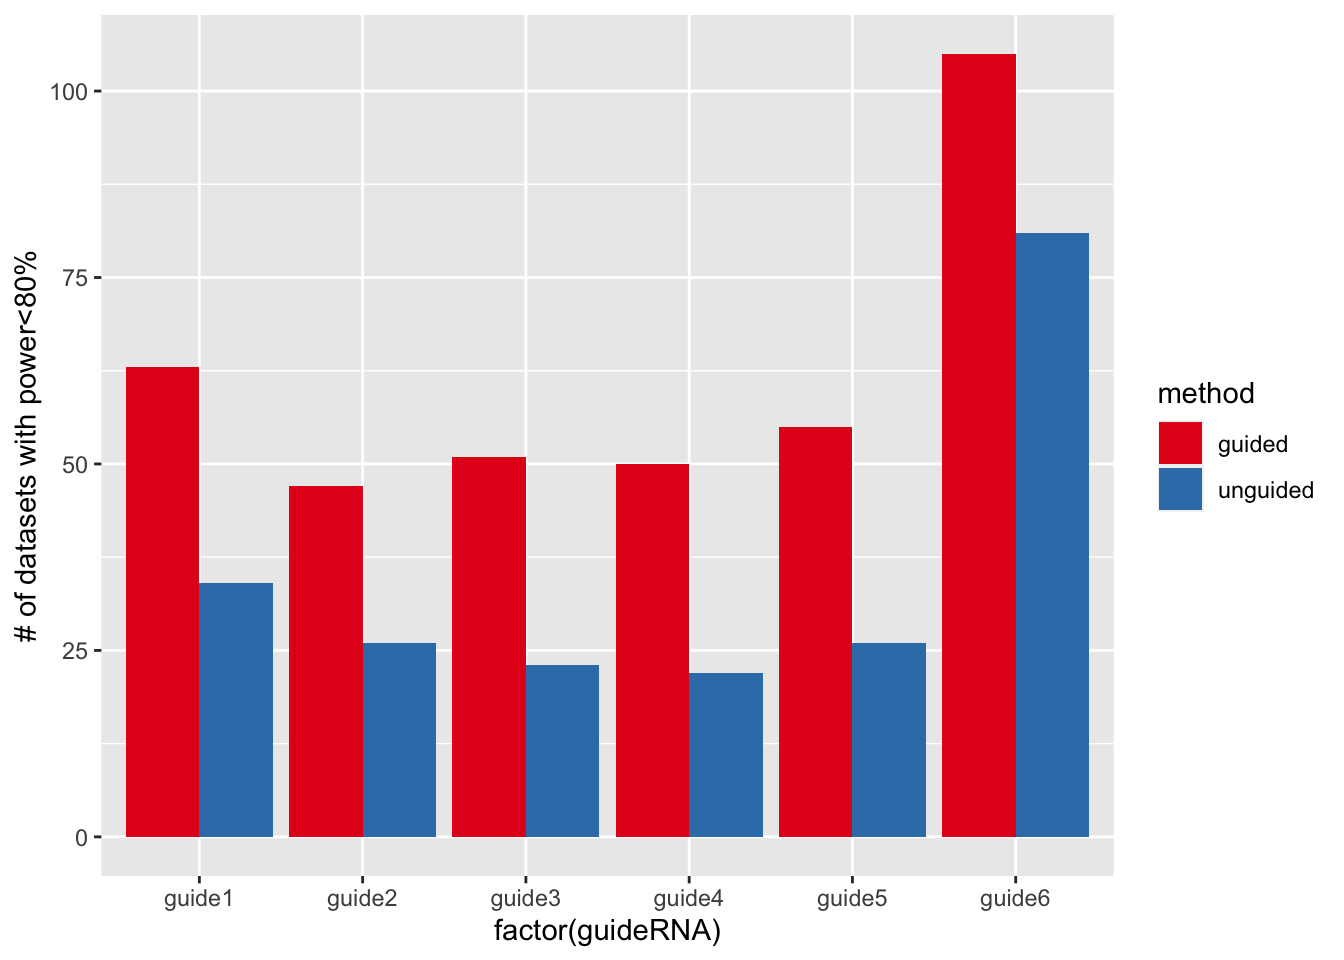 # of datasets with power<80%
100
75
50
25
0
guide1 guide2 guide3 guide4 guide5 guide6
factor(guideRNA)
method
guided
unguided